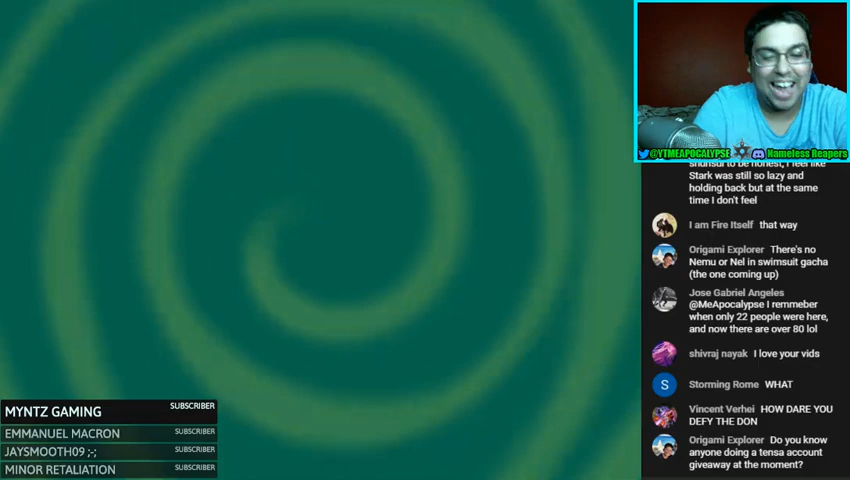 @YTMEAPOCALYPSE Nameless Reapers
shunsui to be honest, I feel like
Stark was still so lazy and
holding back but at the same
time I don't feel
I am Fire Itself that way
Origami Explorer There's no
Nemu or Nel in swimsuit gacha
(the one coming up)
Jose Gabriel Angeles
@MeApocalypse I remmeber
when only 22 people were here,
and now there are over 80 lol
shivraj nayak I love your vids
S Storming Rome WHAT
Vincent Verhei HOW DARE YOU
DEFY THE DON
Origami Explorer Do you know
anyone doing a tensa account
giveaway at the moment?
MYNTZ GAMING SUBSCRIBER
EMMANUEL MACRON SUBSCRIBER
JAYSMOOTH09 ;-; SUBSCRIBER
MINOR RETALIATION SUBSCRIBER